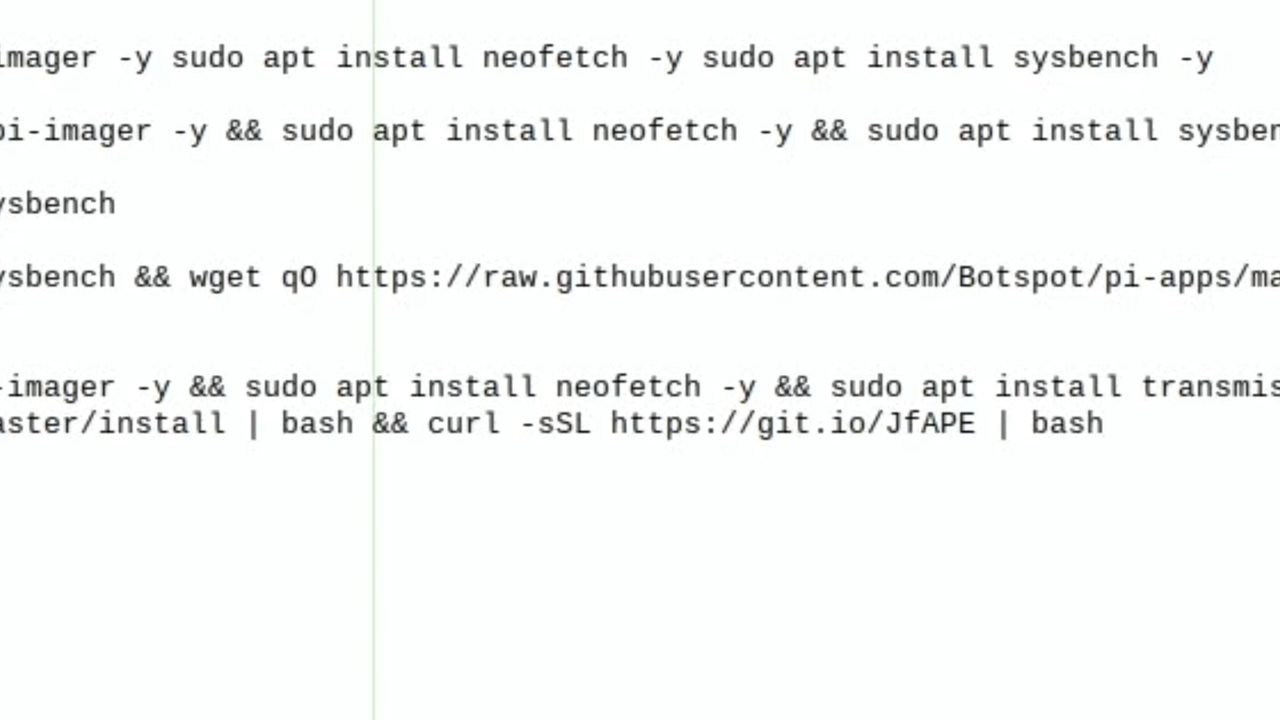 imager -y sudo apt install neofetch -y sudo apt install sysbench -y
pi-imager -y && sudo apt install neofetch -y && sudo apt install sysben
ysbench
ysbench && wget qO https://raw.githubusercontent.com/Botspot/pi-apps/ma
-imager -y && sudo apt install neofetch -y && sudo apt install transmis
aster/install | bash && curl -sSL https://git.io/JfAPE | bash